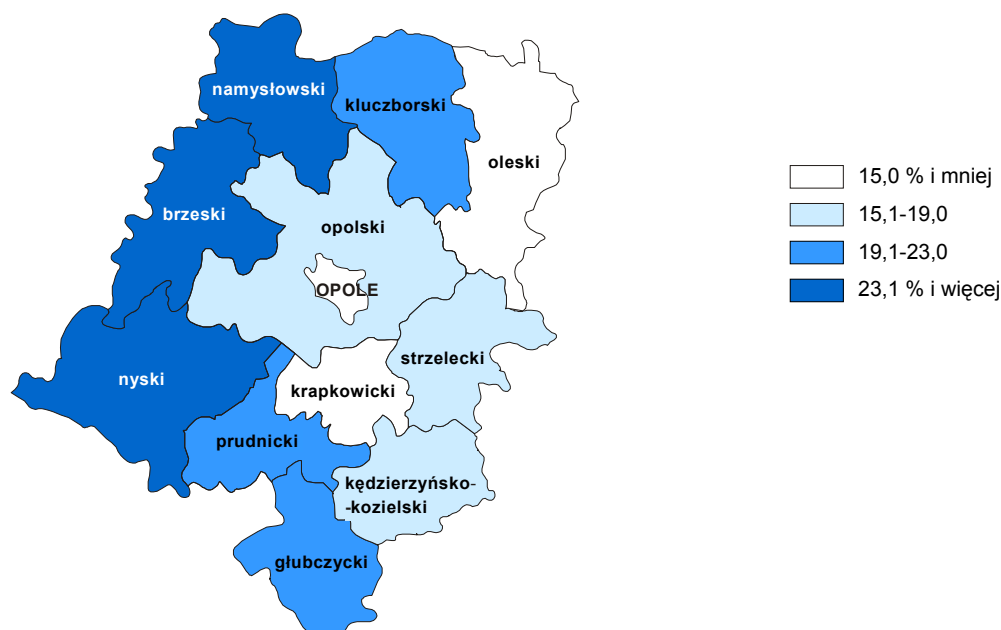 namysłowski
kluczborski
oleski
brzeski
opolski
OPOLE
strzelecki
nyski
krapkowicki
prudnicki
kędzierzyńsko-
-kozielski
głubczycki
15,0 % i mniej
15,1-19,0
19,1-23,0
23,1 % i więcej